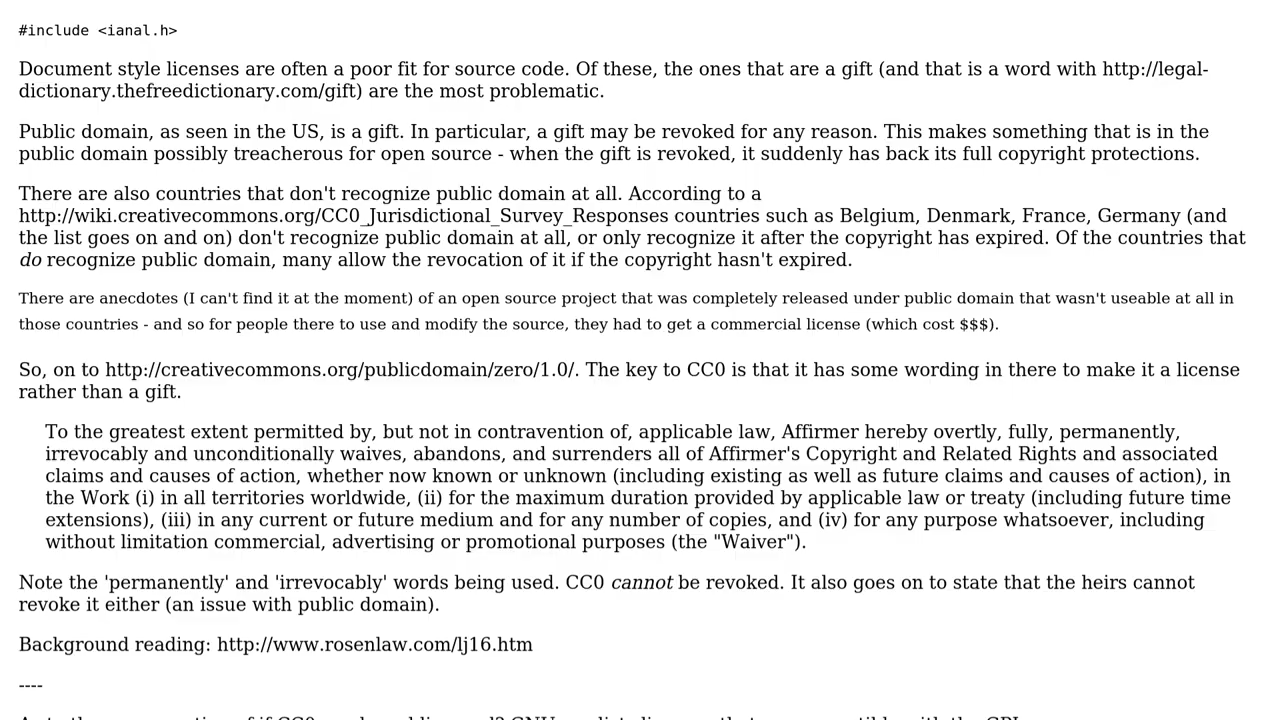 #include <ianal.h>
Document style licenses are often a poor fit for source code. Of these, the ones that are a gift (and that is a word with http://legal-
dictionary.thefreedictionary.com/gift) are the most problematic.
Public domain, as seen in the US, is a gift. In particular, a gift may be revoked for any reason. This makes something that is in the
public domain possibly treacherous for open source - when the gift is revoked, it suddenly has back its full copyright protections.
There are also countries that don't recognize public domain at all. According to a
http://wiki.creativecommons.org/CC0_Jurisdictional_Survey_Responses countries such as Belgium, Denmark, France, Germany (and
the list goes on and on) don't recognize public domain at all, or only recognize it after the copyright has expired. Of the countries that
do recognize public domain, many allow the revocation of it if the copyright hasn't expired.
There are anecdotes (I can't find it at the moment) of an open source project that was completely released under public domain that wasn't useable at all in
those countries - and so for people there to use and modify the source, they had to get a commercial license (which cost $$$).
So, on to http://creativecommons.org/publicdomain/zero/1.0/. The key to CC0 is that it has some wording in there to make it a license
rather than a gift.
To the greatest extent permitted by, but not in contravention of, applicable law, Affirmer hereby overtly, fully, permanently,
irrevocably and unconditionally waives, abandons, and surrenders all of Affirmer's Copyright and Related Rights and associated
claims and causes of action, whether now known or unknown (including existing as well as future claims and causes of action), in
the Work (i) in all territories worldwide, (ii) for the maximum duration provided by applicable law or treaty (including future time
extensions), (iii) in any current or future medium and for any number of copies, and (iv) for any purpose whatsoever, including
without limitation commercial, advertising or promotional purposes (the "Waiver").
Note the 'permanently' and 'irrevocably' words being used. CC0 cannot be revoked. It also goes on to state that the heirs cannot
revoke it either (an issue with public domain).
Background reading: http://www.rosenlaw.com/lj16.htm
----